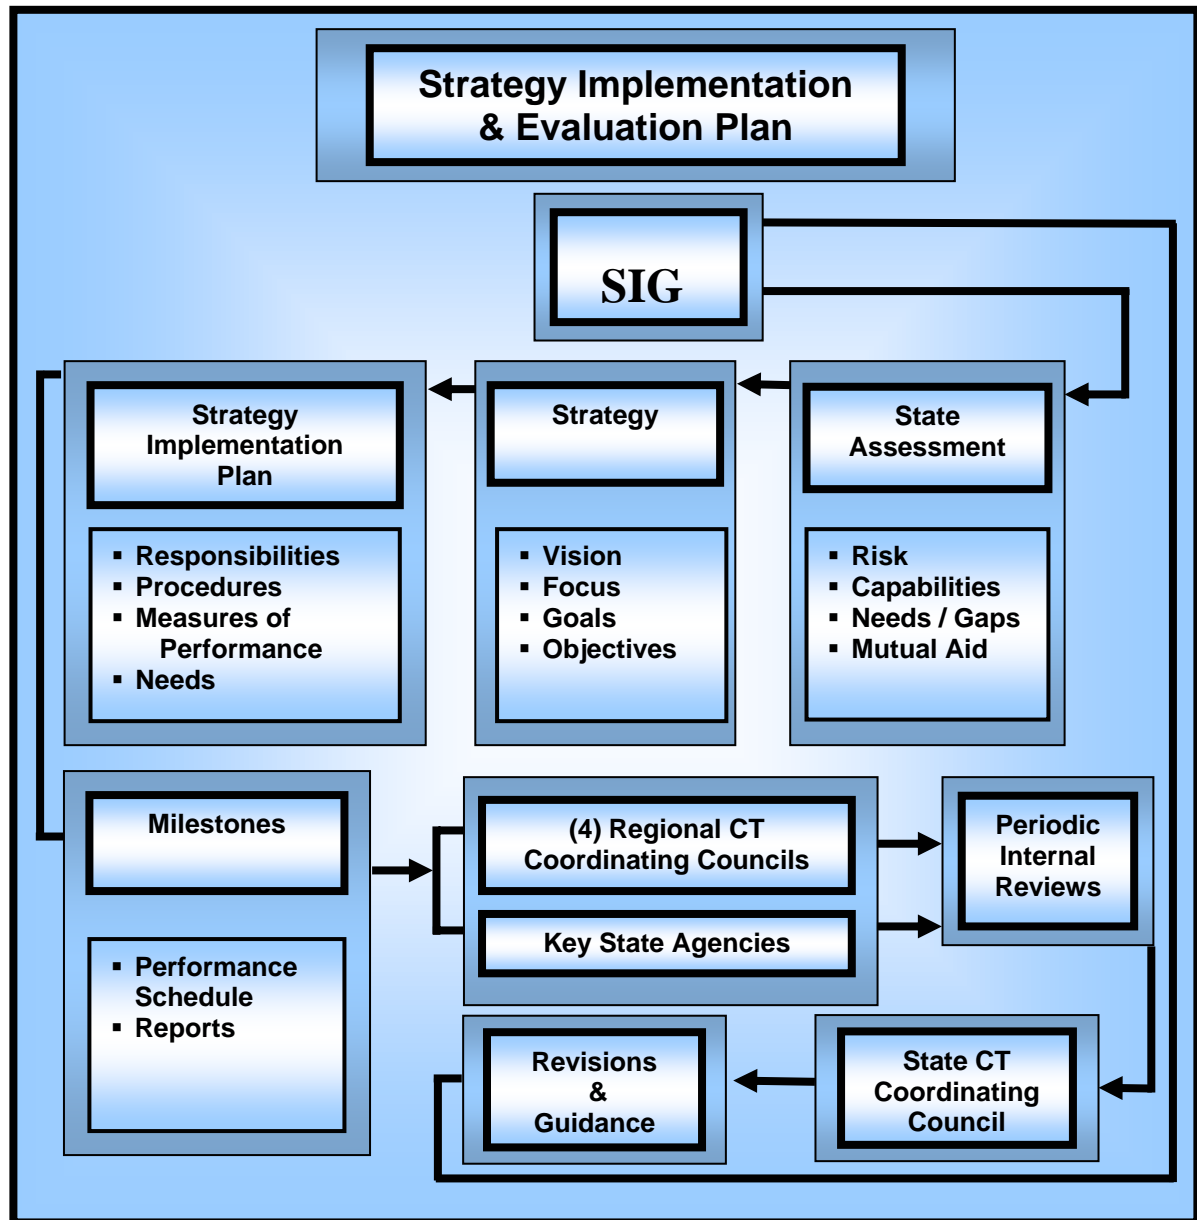 Strategy Implementation
& Evaluation Plan
SIG
Strategy
Implementation
Plan
▪ Responsibilities
▪ Procedures
▪ Measures of
Performance
▪ Needs
Strategy
▪ Vision
▪ Focus
▪ Goals
▪ Objectives
State
Assessment
▪ Risk
▪ Capabilities
▪ Needs / Gaps
▪ Mutual Aid
Milestones
▪ Performance
Schedule
▪ Reports
(4) Regional CT
Coordinating Councils
Key State Agencies
Periodic
Internal
Reviews
Revisions
&
Guidance
State CT
Coordinating
Council